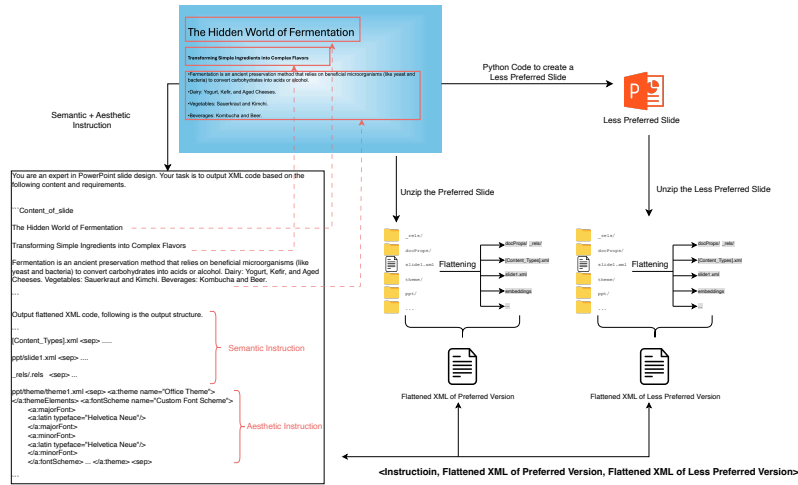 The Hidden World of Fermentation
Transforming Simple Ingredients into Complex Flavors
•Fermentation is an ancient preservation method that relies on beneficial microorganisms (like yeast and
bacteria) to convert carbohydrates into acids or alcohol.
•Dairy: Yogurt, Kefir, and Aged Cheeses.
•Vegetables: Sauerkraut and Kimchi.
•Beverages: Kombucha and Beer.
Python Code to create a
Less Preferred Slide
P
Less Preferred Slide
Semantic + Aesthetic
Instruction
You are an expert in PowerPoint slide design. Your task is to output XML code based on the
following content and requirements.
```Content_of_slide
The Hidden World of Fermentation
Transforming Simple Ingredients into Complex Flavors
Fermentation is an ancient preservation method that relies on beneficial microorganisms (like
yeast and bacteria) to convert carbohydrates into acids or alcohol. Dairy: Yogurt, Kefir, and Aged
Cheeses. Vegetables: Sauerkraut and Kimchi. Beverages: Kombucha and Beer.
```
Output flattened XML code, following is the output structure.
```
[Content_Types].xml <sep> .....
ppt/slide1.xml <sep> ....
_rels/.rels <sep> ...
Semantic Instruction
ppt/theme/theme1.xml <sep> <a:theme name="Office Theme">
</a:themeElements> <a:fontScheme name="Custom Font Scheme">
<a:majorFont>
<a:latin typeface="Helvetica Neue"/>
</a:majorFont>
<a:minorFont>
<a:latin typeface="Helvetica Neue"/>
</a:minorFont>
</a:fontScheme> ... </a:theme> <sep>
```
Aesthetic Instruction
Unzip the Preferred Slide
_rels/
docProps/
slide1.xml
theme/
ppt/
...
Flattening
docProps/ _rels/
[Content_Types].xml
slide1.xml
embeddings
...
Flattened XML of Preferred Version
Unzip the Less Preferred Slide
_rels/
docProps/
slide1.xml
theme/
ppt/
...
Flattening
docProps/ _rels/
[Content_Types].xml
slide1.xml
embeddings
...
Flattened XML of Less Preferred Version
<Instructioin, Flattened XML of Preferred Version, Flattened XML of Less Preferred Version>